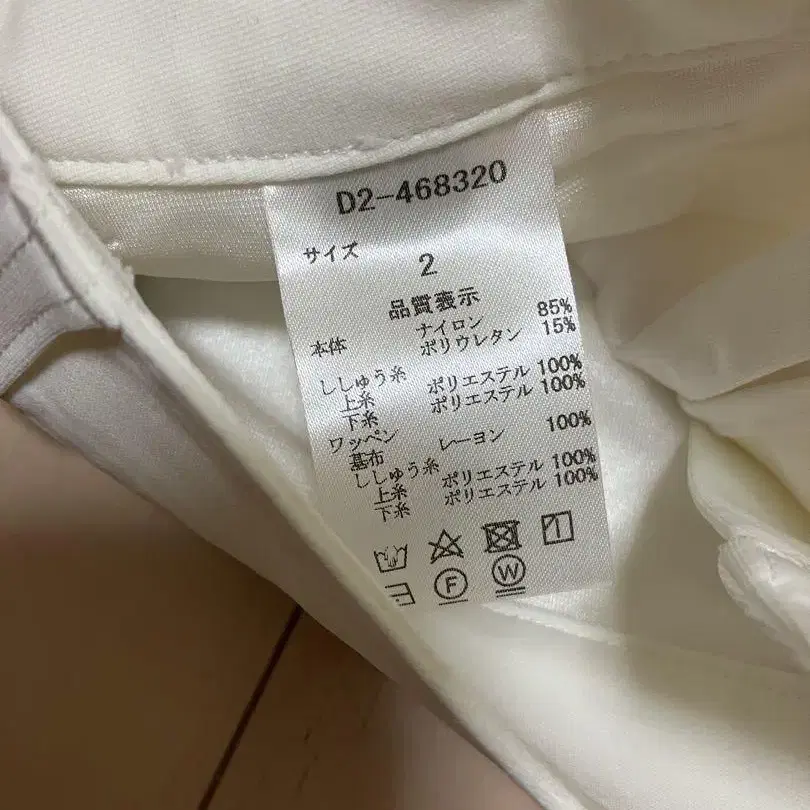 D2-468320
サイズ
2
品質表示
本体 ナイロン 85%
ポリウレタン 15%
ししゅう糸
上糸 ポリエステル 100%
下糸 ポリエステル 100%
ワッペン
基布 レーヨン 100%
ししゅう糸
上糸 ポリエステル 100%
下糸 ポリエステル 100%
F
W